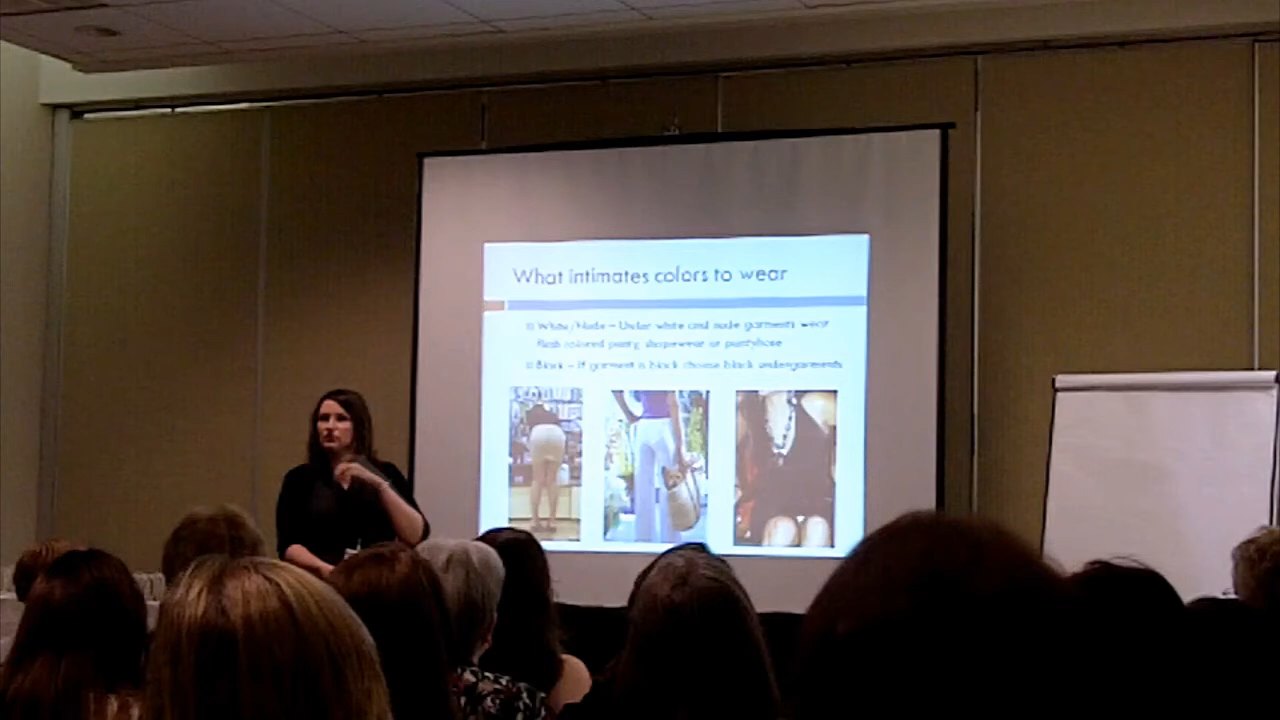 What intimates colors to wear
White/Nude – Under white and nude garments wear
flesh colored panty, shapewear or pantyhose
Black – If garment is black choose black undergarments